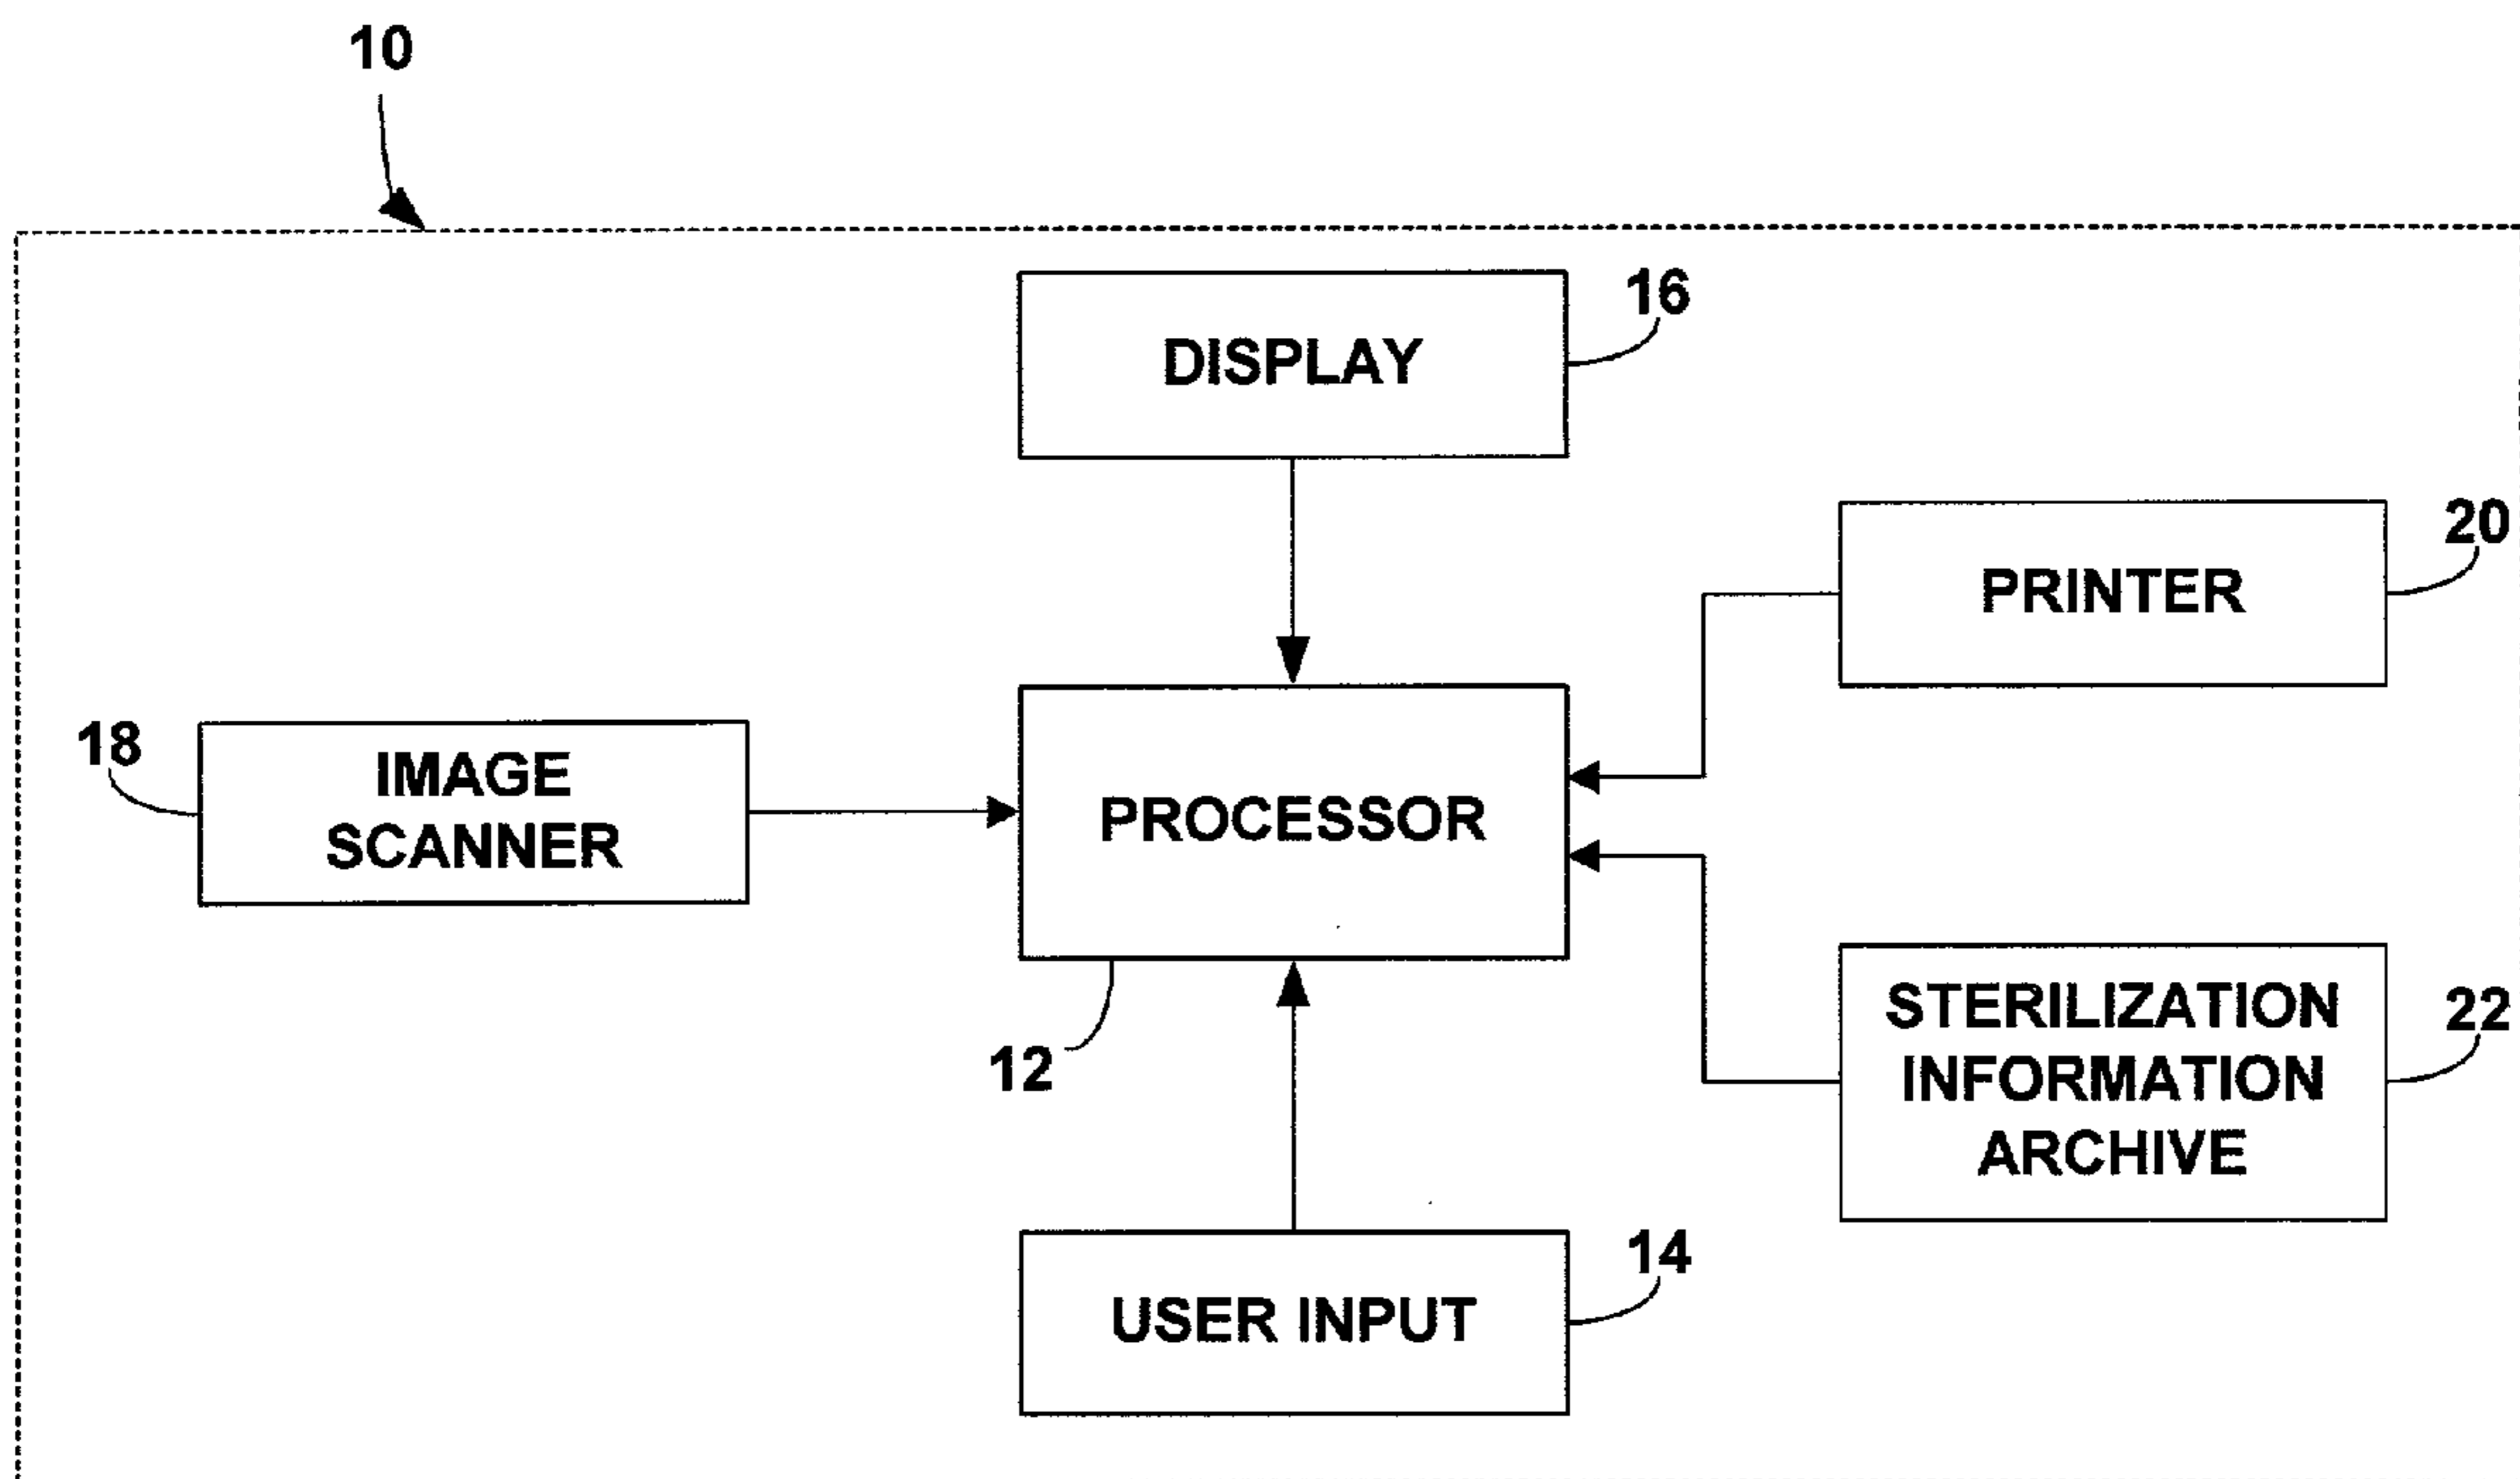 10
DISPLAY
16
PRINTER
20
18
IMAGE
SCANNER
PROCESSOR
12
STERILIZATION
INFORMATION
ARCHIVE
22
USER INPUT
14